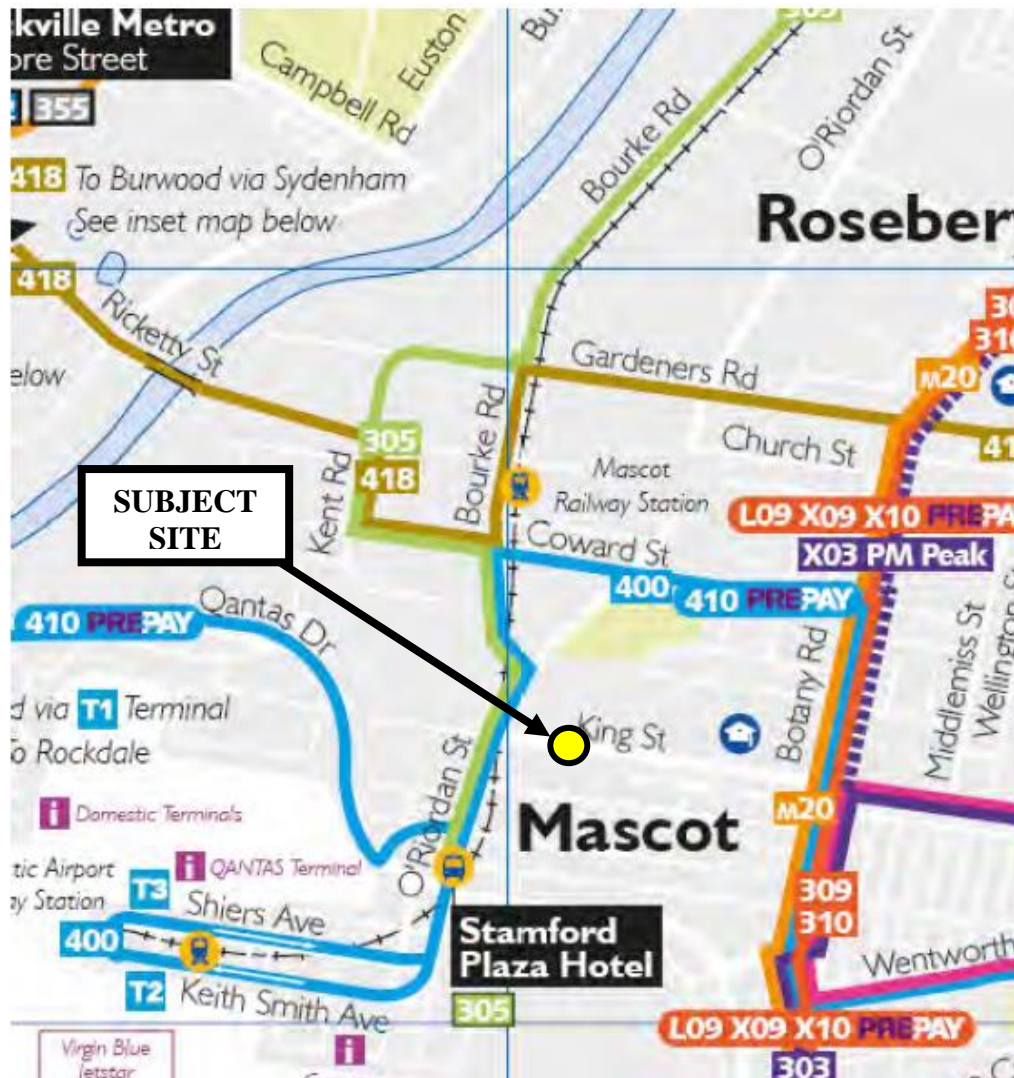 kville Metro
ore Street
355
Campbell Rd
Euston
305
Bourke Rd
O'Riordan St
418 To Burwood via Sydenham
See inset map below
Roseber
418
Ricketty St
elow
Gardeners Rd
M20
310
Church St
305
418
Kent Rd
Bourke Rd
Mascot
Railway Station
SUBJECT
SITE
L09 X09 X10 PREPA
X03 PM Peak
Coward St
400 410 PREPAY
410 PREPAY
Qantas Dr
Botany Rd
Middlemiss St
Wellington S
d via T1 Terminal
To Rockdale
King St
Domestic Terminals
Mascot
M20
O'Riordan St
tic Airport
ay Station
QANTAS Terminal
T3
Shiers Ave
309
310
400
Stamford
Plaza Hotel
Wentworth
T2
Keith Smith Ave
305
L09 X09 X10 PREPAY
303
Virgin Blue
Jetstar